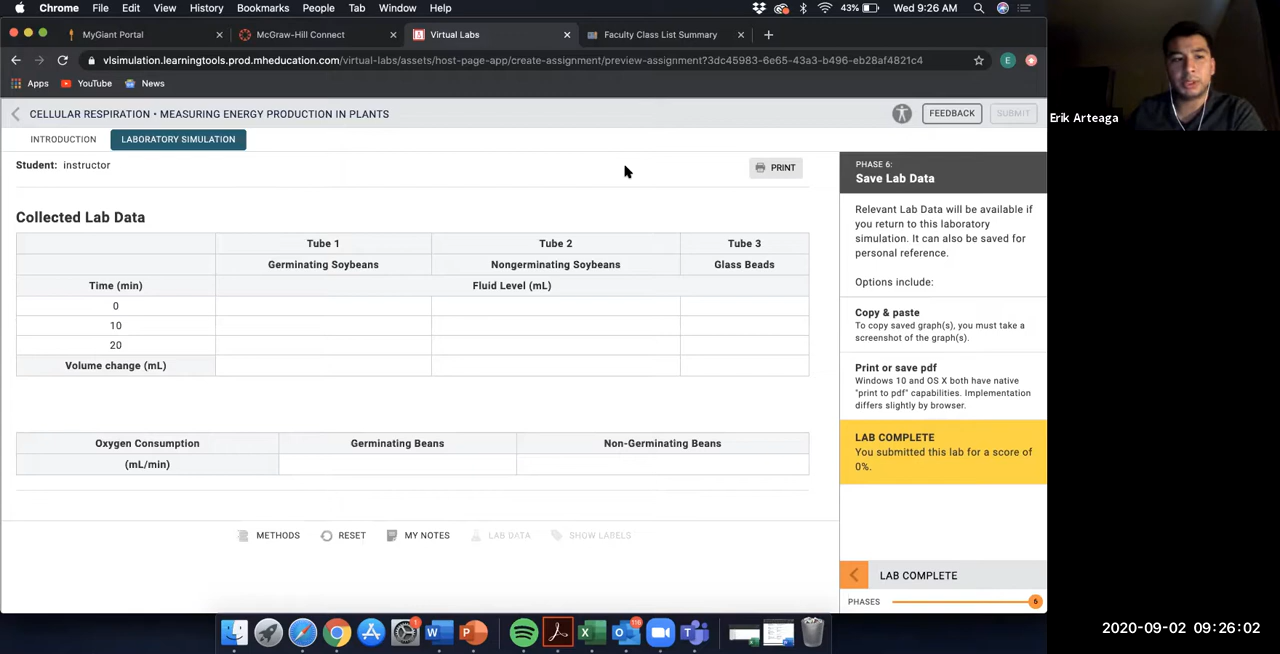 Chrome File Edit View History Bookmarks People Tab Window Help 43% Wed 9:26 AM
MyGiant Portal McGraw-Hill Connect Virtual Labs Faculty Class List Summary
vlsimulation.learningtools.prod.mheducation.com/virtual-labs/assets/host-page-app/create-assignment/preview-assignment?3dc45983-6e65-43a3-b496-eb28af4821c4 E
Apps YouTube News
CELLULAR RESPIRATION • MEASURING ENERGY PRODUCTION IN PLANTS FEEDBACK SUBMIT
INTRODUCTION LABORATORY SIMULATION
Student: instructor
PRINT
Collected Lab Data
Tube 1 Tube 2 Tube 3
Germinating Soybeans Nongerminating Soybeans Glass Beads
Time (min) Fluid Level (mL)
0
10
20
Volume change (mL)
Oxygen Consumption Germinating Beans Non-Germinating Beans
(mL/min)
METHODS RESET MY NOTES LAB DATA SHOW LABELS
PHASE 6:
Save Lab Data
Relevant Lab Data will be available if
you return to this laboratory
simulation. It can also be saved for
personal reference.
Options include:
Copy & paste
To copy saved graph(s), you must take a
screenshot of the graph(s).
Print or save pdf
Windows 10 and OS X both have native
"print to pdf" capabilities. Implementation
differs slightly by browser.
LAB COMPLETE
You submitted this lab for a score of
0%.
LAB COMPLETE
PHASES 6
Erik Arteaga
2020-09-02 09:26:02